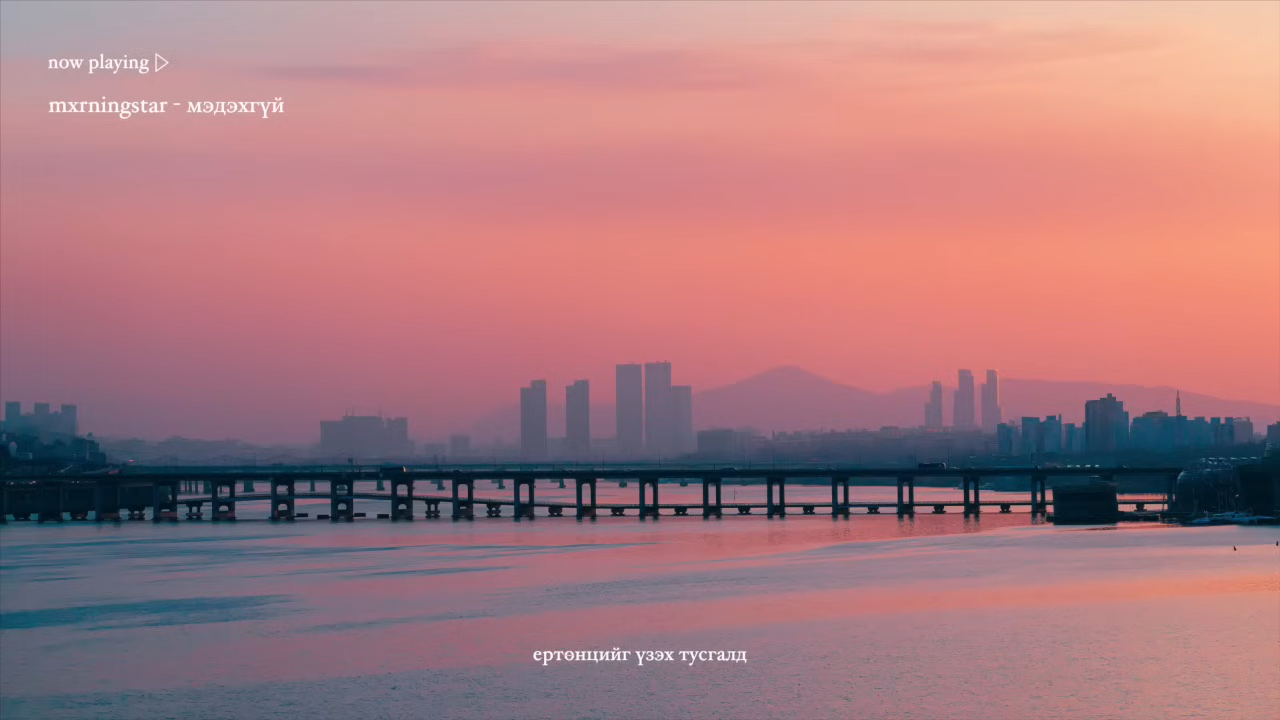 now playing ▷
mxrningstar - мэдэхгүй
ертөнцийг үзэх тусгалд